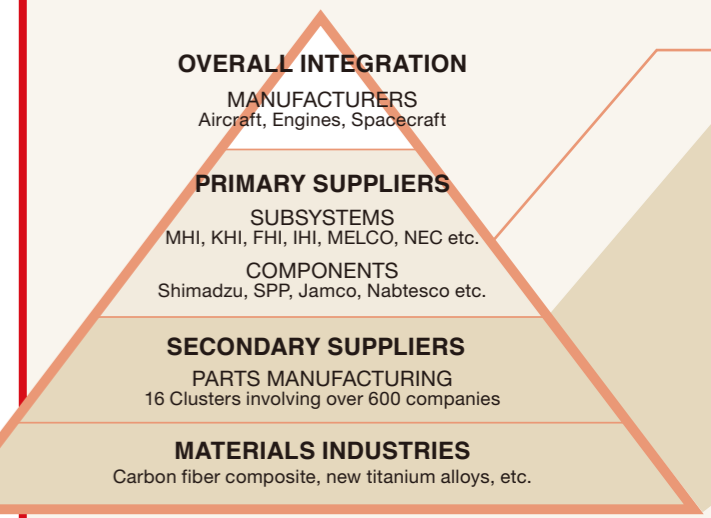 OVERALL INTEGRATION
MANUFACTURERS
Aircraft, Engines, Spacecraft
PRIMARY SUPPLIERS
SUBSYSTEMS
MHI, KHI, FHI, IHI, MELCO, NEC etc.
COMPONENTS
Shimadzu, SPP, Jamco, Nabtesco etc.
SECONDARY SUPPLIERS
PARTS MANUFACTURING
16 Clusters involving over 600 companies
MATERIALS INDUSTRIES
Carbon fiber composite, new titanium alloys, etc.